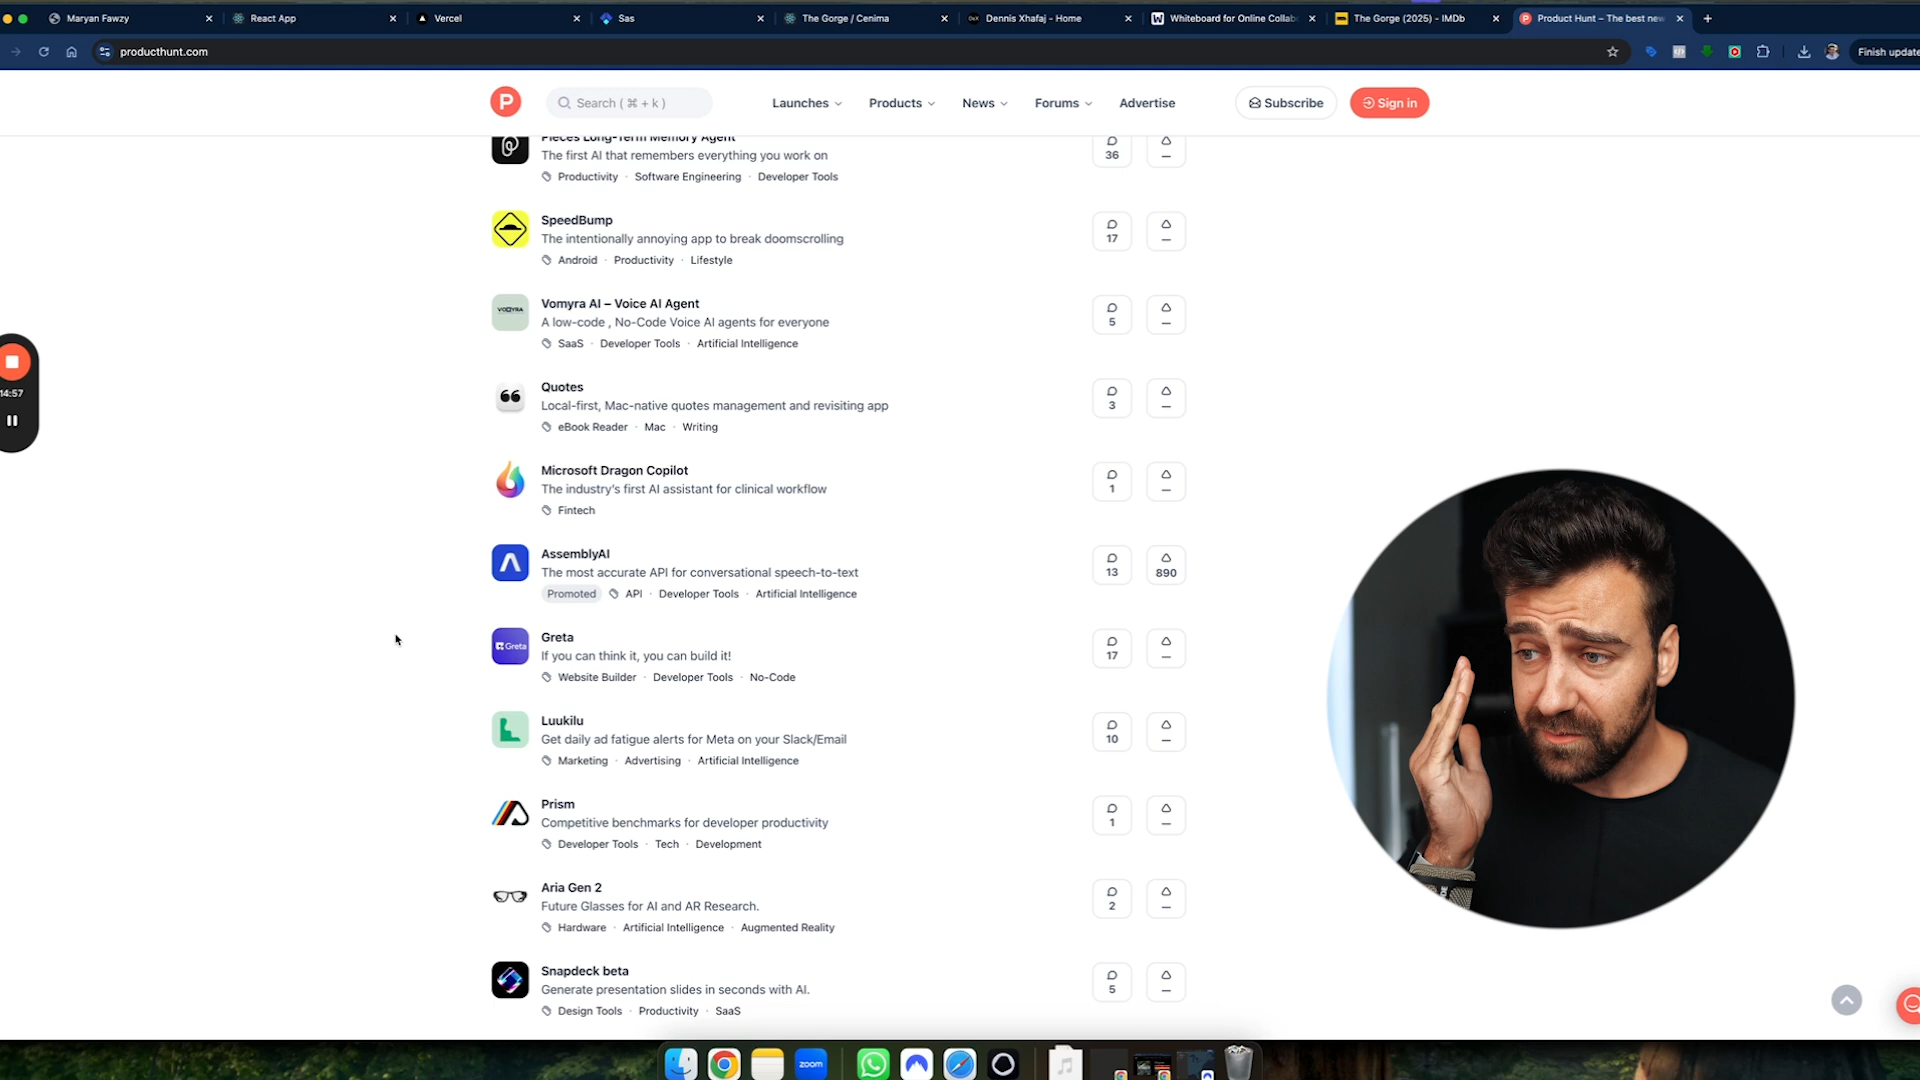 Maryan Fawzy
React App
Vercel
Sas
The Gorge / Cenima
Dennis Xhafaj - Home
Whiteboard for Online Collab
The Gorge (2025) - IMDb
Product Hunt – The best new
producthunt.com
Finish update
P
Search ( ⌘ + k )
Launches
Products
News
Forums
Advertise
Subscribe
Sign in
Pieces Long-Term Memory Agent
The first AI that remembers everything you work on
Productivity · Software Engineering · Developer Tools
36
–
SpeedBump
The intentionally annoying app to break doomscrolling
Android · Productivity · Lifestyle
17
–
VOMYRA
Vomyra AI – Voice AI Agent
A low-code , No-Code Voice AI agents for everyone
SaaS · Developer Tools · Artificial Intelligence
5
–
14:57
Quotes
Local-first, Mac-native quotes management and revisiting app
eBook Reader · Mac · Writing
3
–
Microsoft Dragon Copilot
The industry's first AI assistant for clinical workflow
Fintech
1
–
AssemblyAI
The most accurate API for conversational speech-to-text
Promoted API · Developer Tools · Artificial Intelligence
13
890
Greta
Greta
If you can think it, you can build it!
Website Builder · Developer Tools · No-Code
17
–
Luukilu
Get daily ad fatigue alerts for Meta on your Slack/Email
Marketing · Advertising · Artificial Intelligence
10
–
Prism
Competitive benchmarks for developer productivity
Developer Tools · Tech · Development
1
–
Aria Gen 2
Future Glasses for AI and AR Research.
Hardware · Artificial Intelligence · Augmented Reality
2
–
Snapdeck beta
Generate presentation slides in seconds with AI.
Design Tools · Productivity · SaaS
5
–
zoom